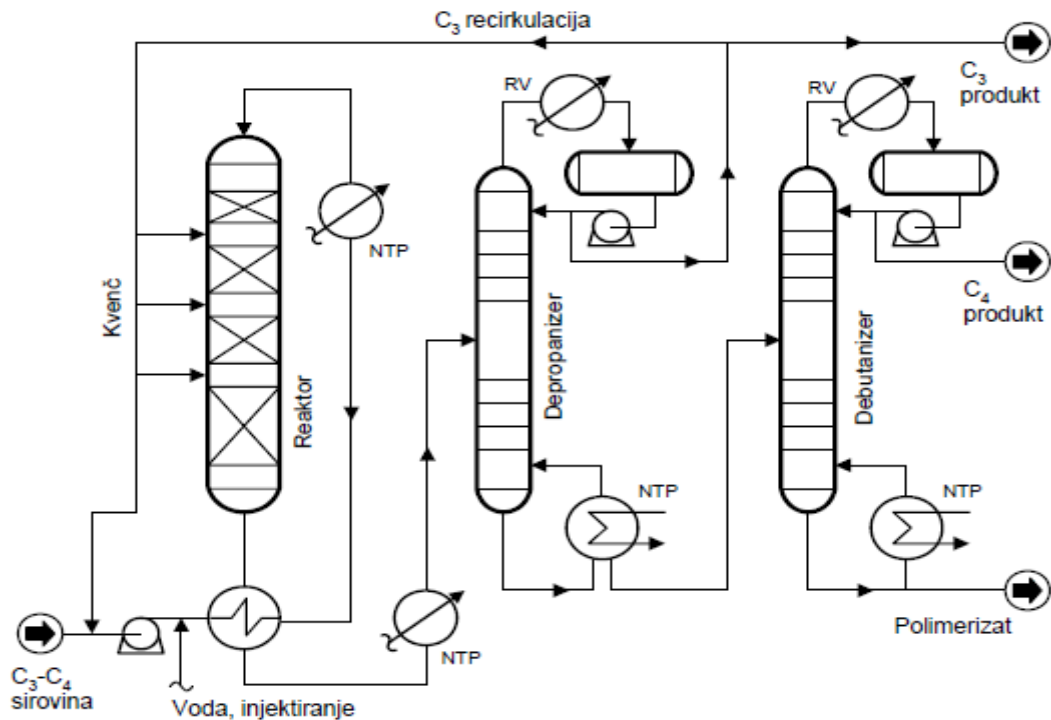 C₃ recirkulacija
C₃
produkt
RV
RV
NTP
Kvenč
Reaktor
Depropanizer
Debutanizer
C₄
produkt
NTP
NTP
NTP
Polimerizat
C₃-C₄
sirovina
Voda, injektiranje